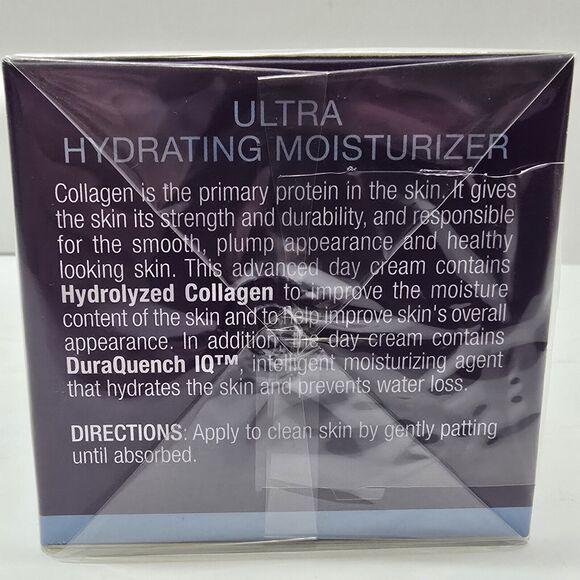 ULTRA
HYDRATING MOISTURIZER
Collagen is the primary protein in the skin. It gives
the skin its strength and durability, and responsible
for the smooth, plump appearance and healthy
looking skin. This advanced day cream contains
Hydrolyzed Collagen to improve the moisture
content of the skin and to help improve skin's overall
appearance. In addition, the day cream contains
DuraQuench IQ™, intelligent moisturizing agent
that hydrates the skin and prevents water loss.
DIRECTIONS: Apply to clean skin by gently patting
until absorbed.